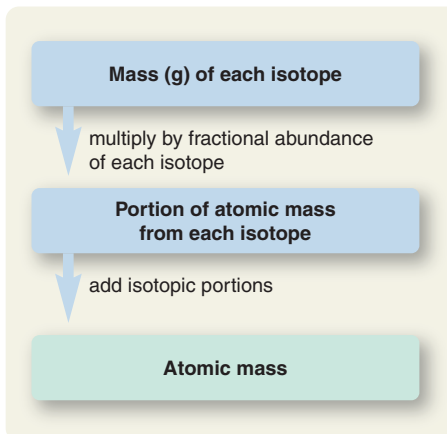 Mass (g) of each isotope
multiply by fractional abundance
of each isotope
Portion of atomic mass
from each isotope
add isotopic portions
Atomic mass